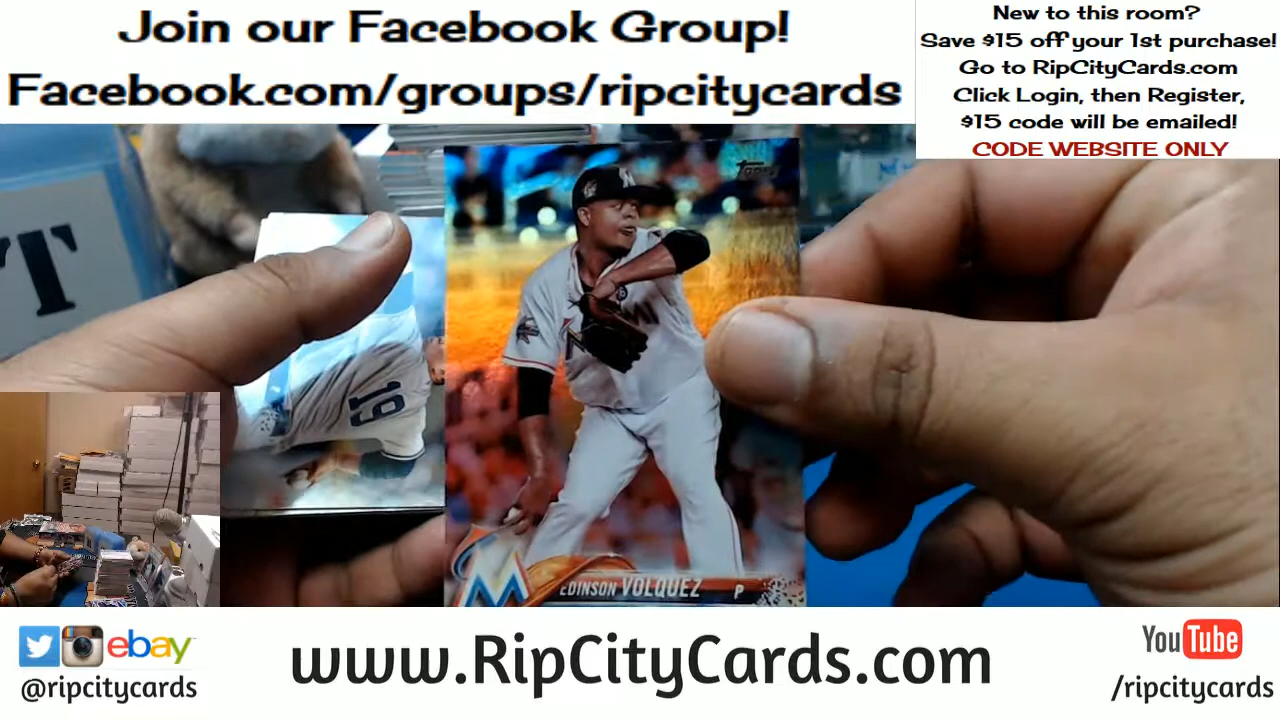 Join our Facebook Group!
Facebook.com/groups/ripcitycards
New to this room?
Save $15 off your 1st purchase!
Go to RipCityCards.com
Click Login, then Register,
$15 code will be emailed!
CODE WEBSITE ONLY
Topps
T
19
MI
M
EDINSON VOLQUEZ P
ebay
@ripcitycards
www.RipCityCards.com
YouTube
/ripcitycards